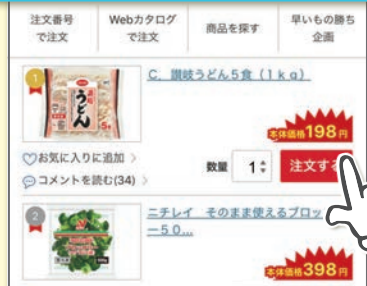 注文番号
で注文
Webカタログ
で注文
商品を探す
早いもの勝ち
企画
1
C. 讃岐うどん5食(1kg)
うどん
本体価格198円
お気に入りに追加 >
数量 1 注文する
コメントを読む(34) >
2
ニチレイ そのまま使えるブロッ
ー50...
本体価格398円